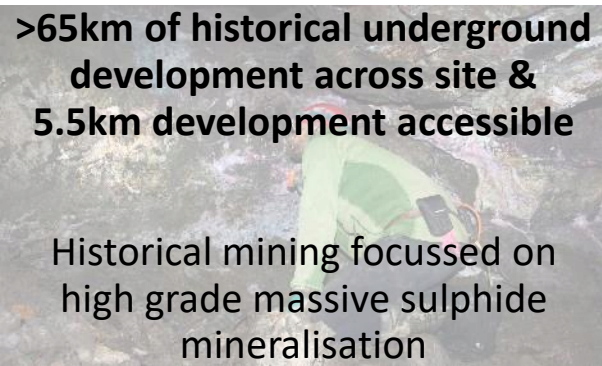 >65km of historical underground
development across site &
5.5km development accessible
Historical mining focussed on
high grade massive sulphide
mineralisation